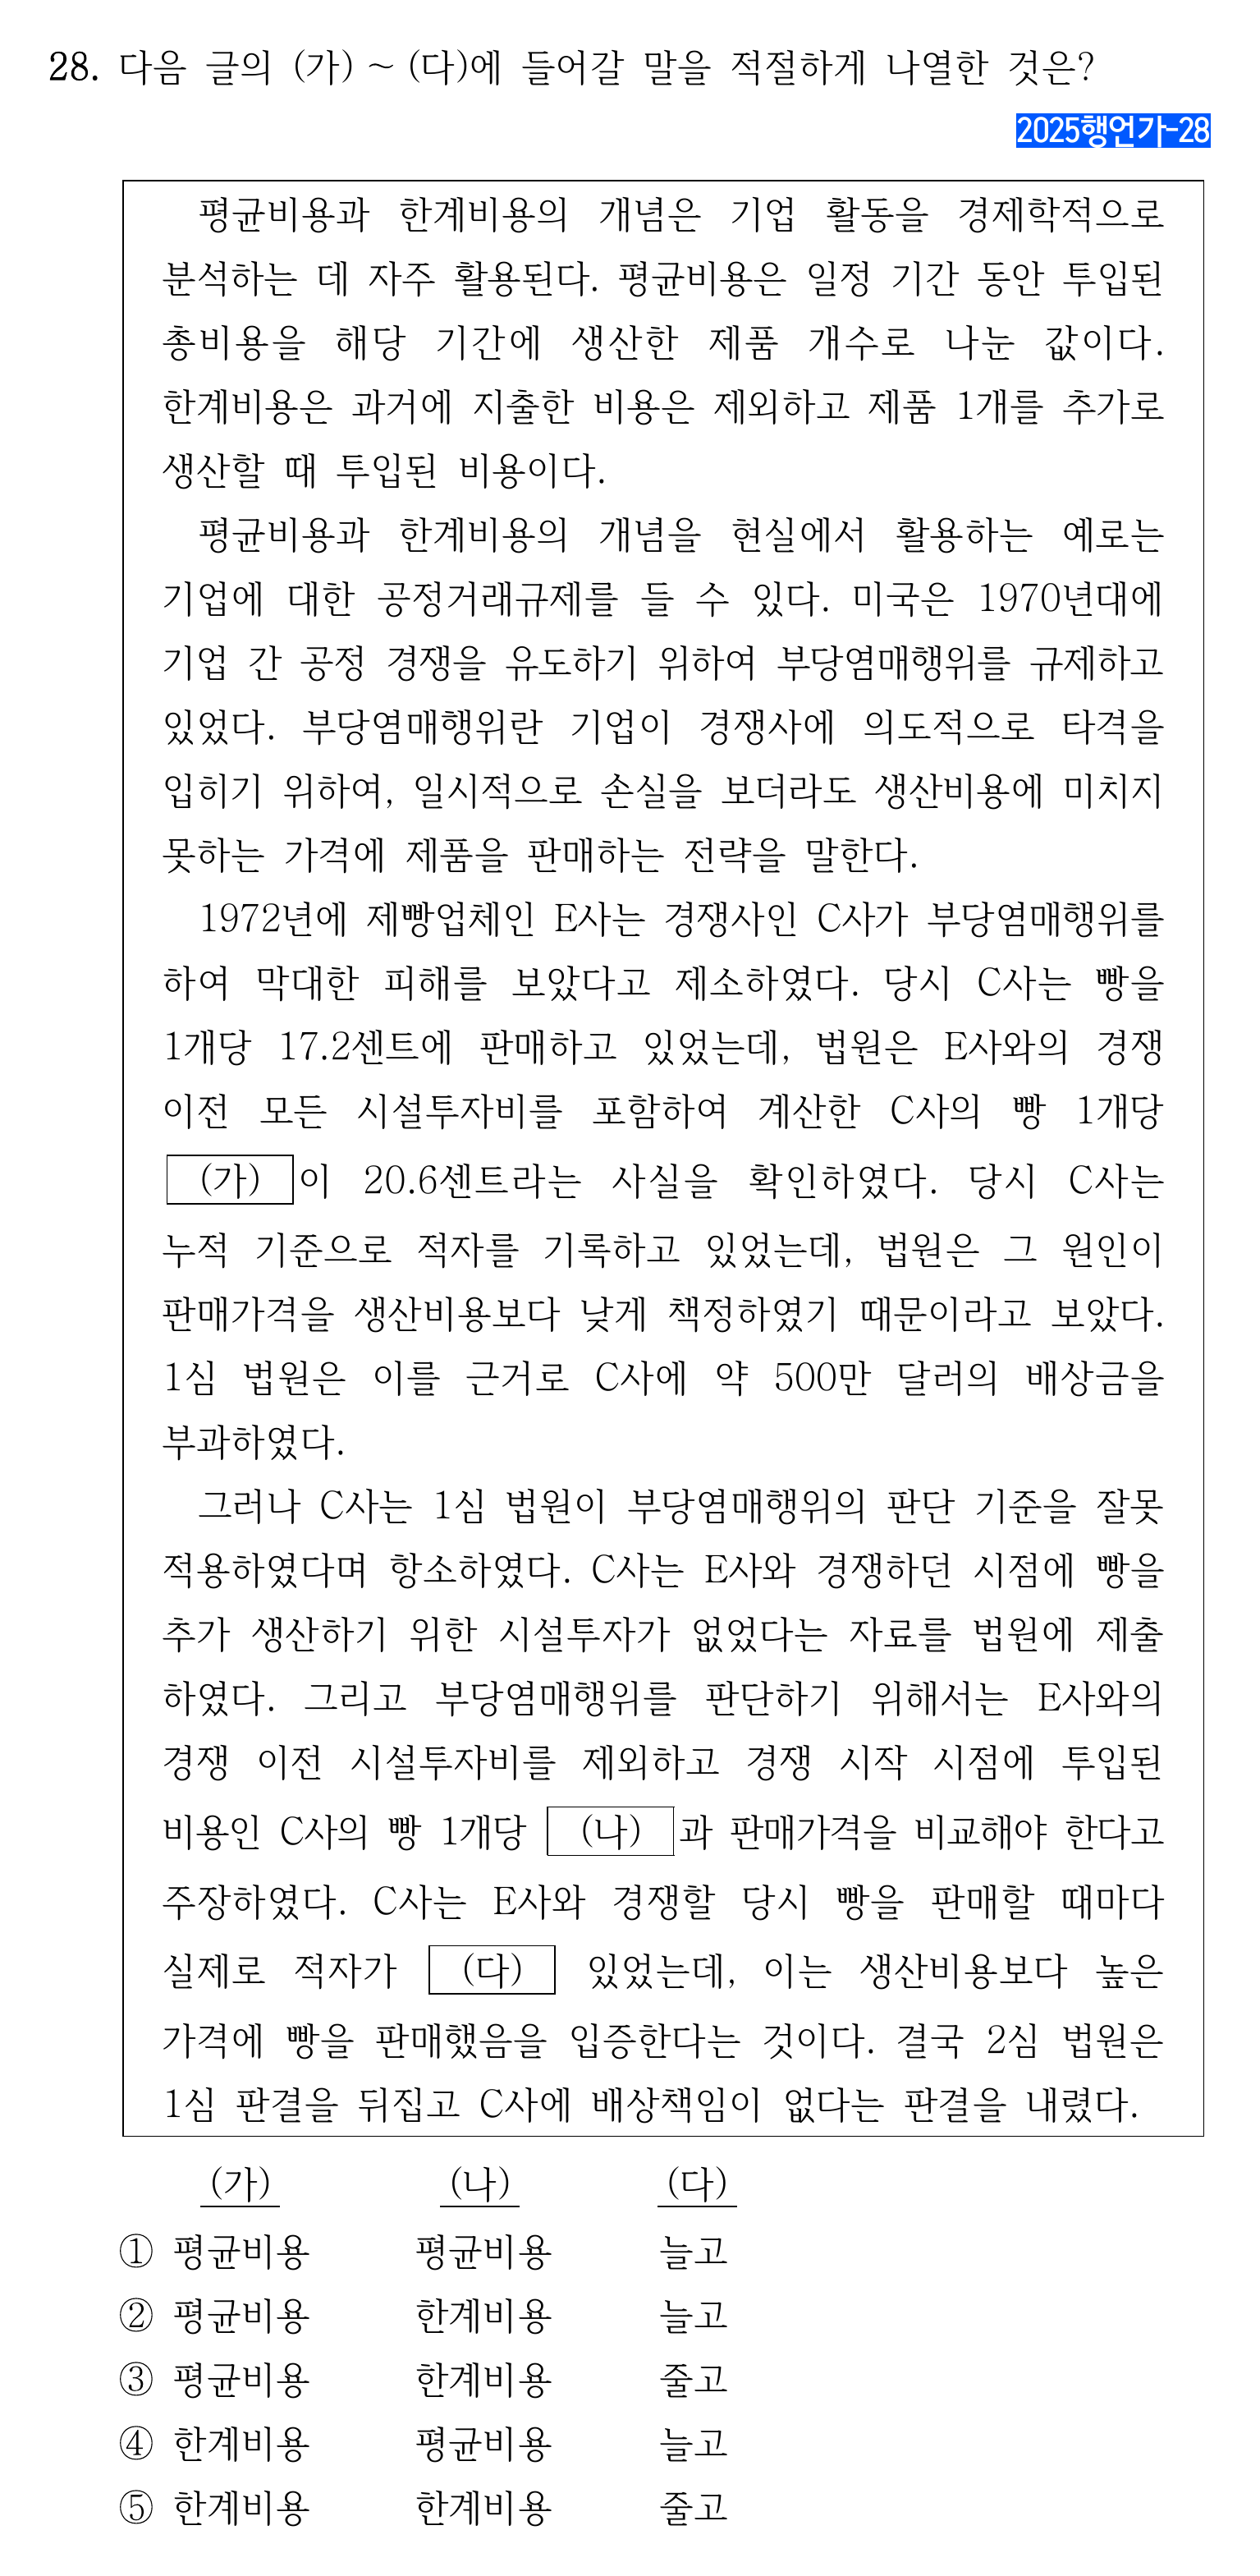 28. 다음 글의 (가) ~ (다)에 들어갈 말을 적절하게 나열한 것은?
2025행언가-28
평균비용과 한계비용의 개념은 기업 활동을 경제학적으로
분석하는 데 자주 활용된다. 평균비용은 일정 기간 동안 투입된
총비용을 해당 기간에 생산한 제품 개수로 나눈 값이다.
한계비용은 과거에 지출한 비용은 제외하고 제품 1개를 추가로
생산할 때 투입된 비용이다.
평균비용과 한계비용의 개념을 현실에서 활용하는 예로는
기업에 대한 공정거래규제를 들 수 있다. 미국은 1970년대에
기업 간 공정 경쟁을 유도하기 위하여 부당염매행위를 규제하고
있었다. 부당염매행위란 기업이 경쟁사에 의도적으로 타격을
입히기 위하여, 일시적으로 손실을 보더라도 생산비용에 미치지
못하는 가격에 제품을 판매하는 전략을 말한다.
1972년에 제빵업체인 E사는 경쟁사인 C사가 부당염매행위를
하여 막대한 피해를 보았다고 제소하였다. 당시 C사는 빵을
1개당 17.2센트에 판매하고 있었는데, 법원은 E사와의 경쟁
이전 모든 시설투자비를 포함하여 계산한 C사의 빵 1개당
(가) 이 20.6센트라는 사실을 확인하였다. 당시 C사는
누적 기준으로 적자를 기록하고 있었는데, 법원은 그 원인이
판매가격을 생산비용보다 낮게 책정하였기 때문이라고 보았다.
1심 법원은 이를 근거로 C사에 약 500만 달러의 배상금을
부과하였다.
그러나 C사는 1심 법원이 부당염매행위의 판단 기준을 잘못
적용하였다며 항소하였다. C사는 E사와 경쟁하던 시점에 빵을
추가 생산하기 위한 시설투자가 없었다는 자료를 법원에 제출
하였다. 그리고 부당염매행위를 판단하기 위해서는 E사와의
경쟁 이전 시설투자비를 제외하고 경쟁 시작 시점에 투입된
비용인 C사의 빵 1개당 (나) 과 판매가격을 비교해야 한다고
주장하였다. C사는 E사와 경쟁할 당시 빵을 판매할 때마다
실제로 적자가 (다) 있었는데, 이는 생산비용보다 높은
가격에 빵을 판매했음을 입증한다는 것이다. 결국 2심 법원은
1심 판결을 뒤집고 C사에 배상책임이 없다는 판결을 내렸다.
(가) (나) (다)
① 평균비용 평균비용 늘고
② 평균비용 한계비용 늘고
③ 평균비용 한계비용 줄고
④ 한계비용 평균비용 늘고
⑤ 한계비용 한계비용 줄고